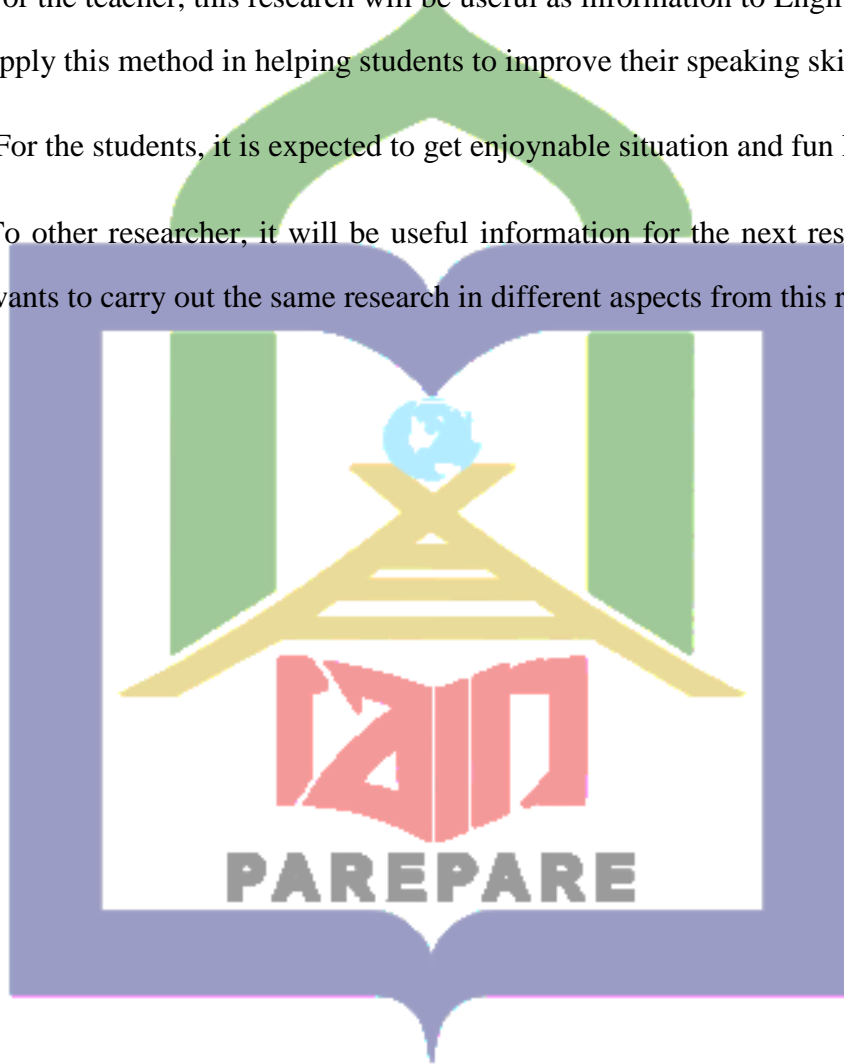 or the teacher, this research will be useful as information to Engli
pply this method in helping students to improve their speaking ski
For the students, it is expected to get enjoynable situation and fun
o other researcher, it will be useful information for the next res
ants to carry out the same research in different aspects from this r
iain
PAREPARE